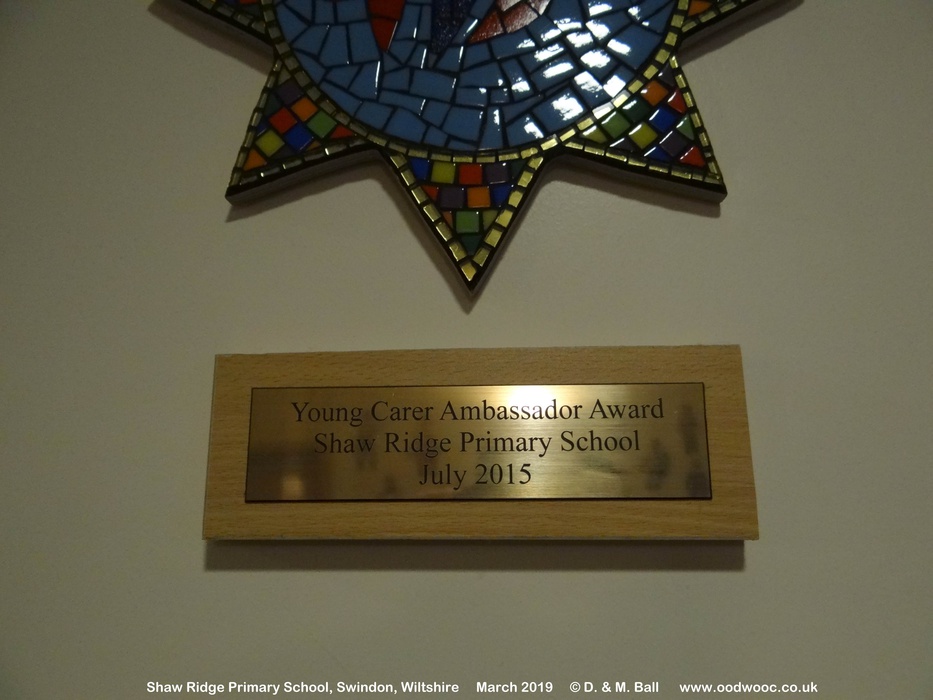 Young Carer Ambassador Award
Shaw Ridge Primary School
July 2015
Shaw Ridge Primary School, Swindon, Wiltshire March 2019 © D. & M. Ball www.oodwooc.co.uk